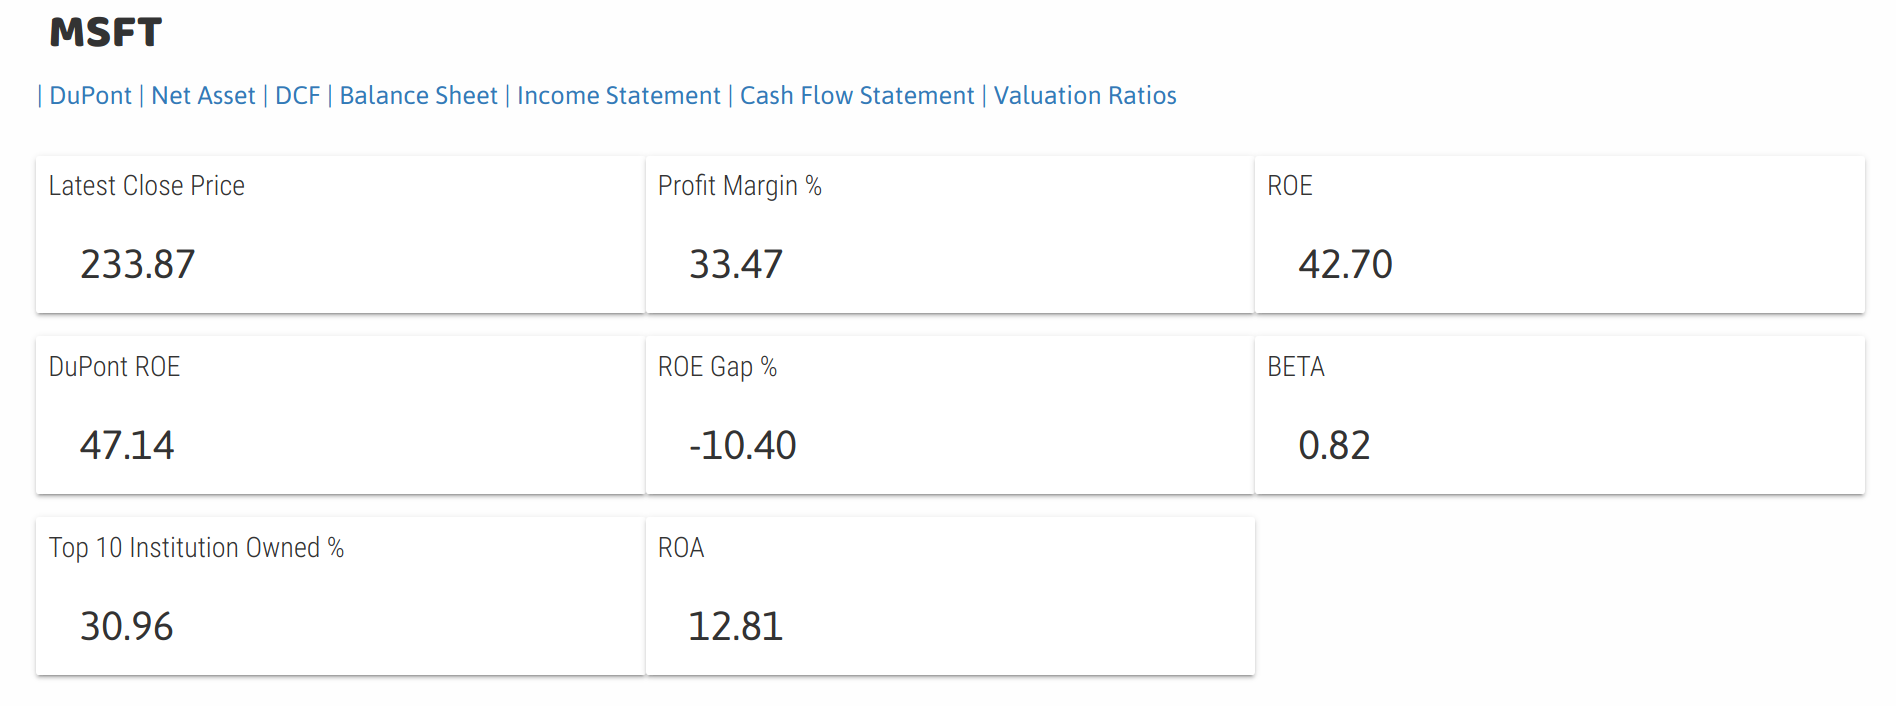 MSFT
| DuPont | Net Asset | DCF | Balance Sheet | Income Statement | Cash Flow Statement | Valuation Ratios
Latest Close Price
233.87
Profit Margin %
33.47
ROE
42.70
DuPont ROE
47.14
ROE Gap %
-10.40
BETA
0.82
Top 10 Institution Owned %
30.96
ROA
12.81